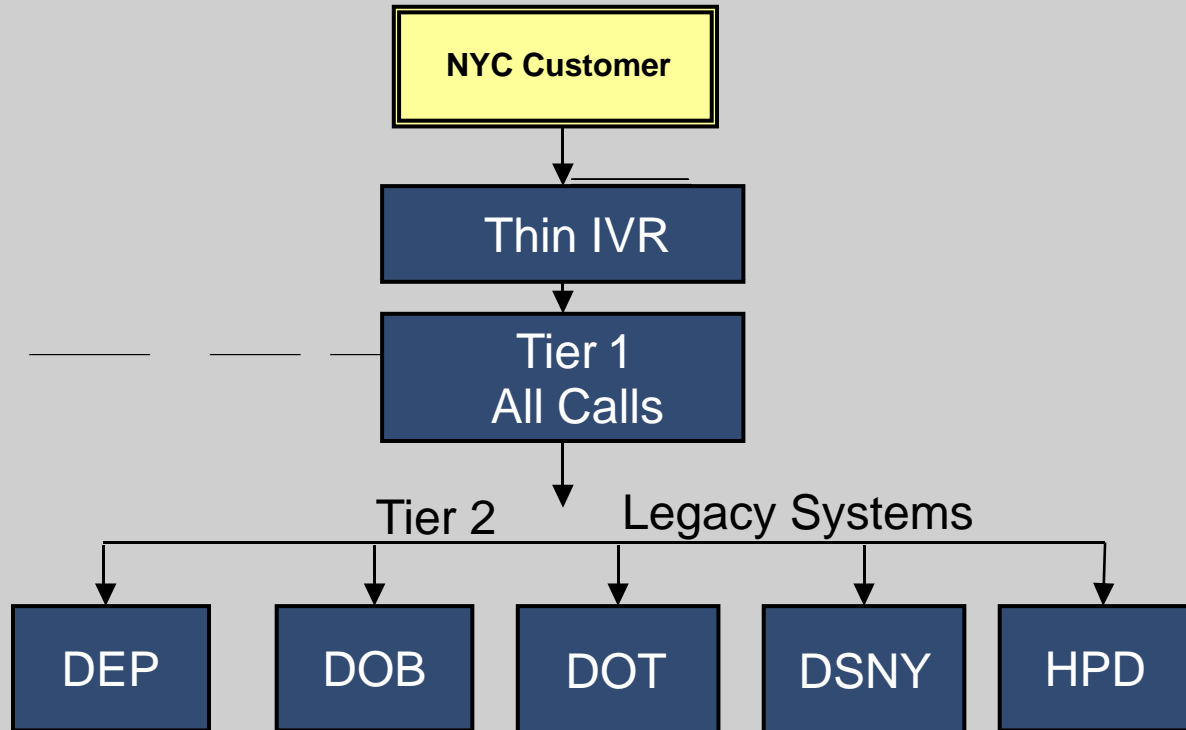 NYC Customer
Thin IVR
Tier 1
All Calls
Tier 2
Legacy Systems
DEP
DOB
DOT
DSNY
HPD